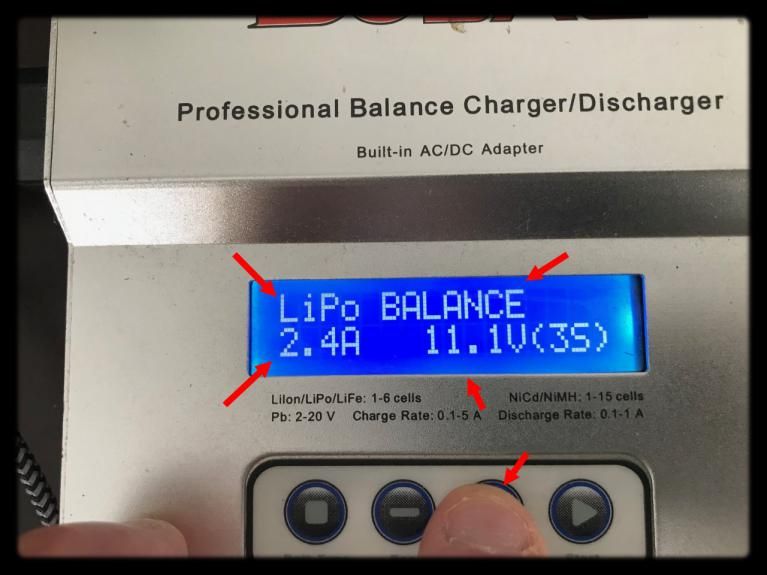 Professional Balance Charger/Discharger
Built-in AC/DC Adapter
LiPo BALANCE
2.4A 11.1V(3S)
LiIon/LiPo/LiFe: 1-6 cells NiCd/NiMH: 1-15 cells
Pb: 2-20 V Charge Rate: 0.1-5 A Discharge Rate: 0.1-1 A